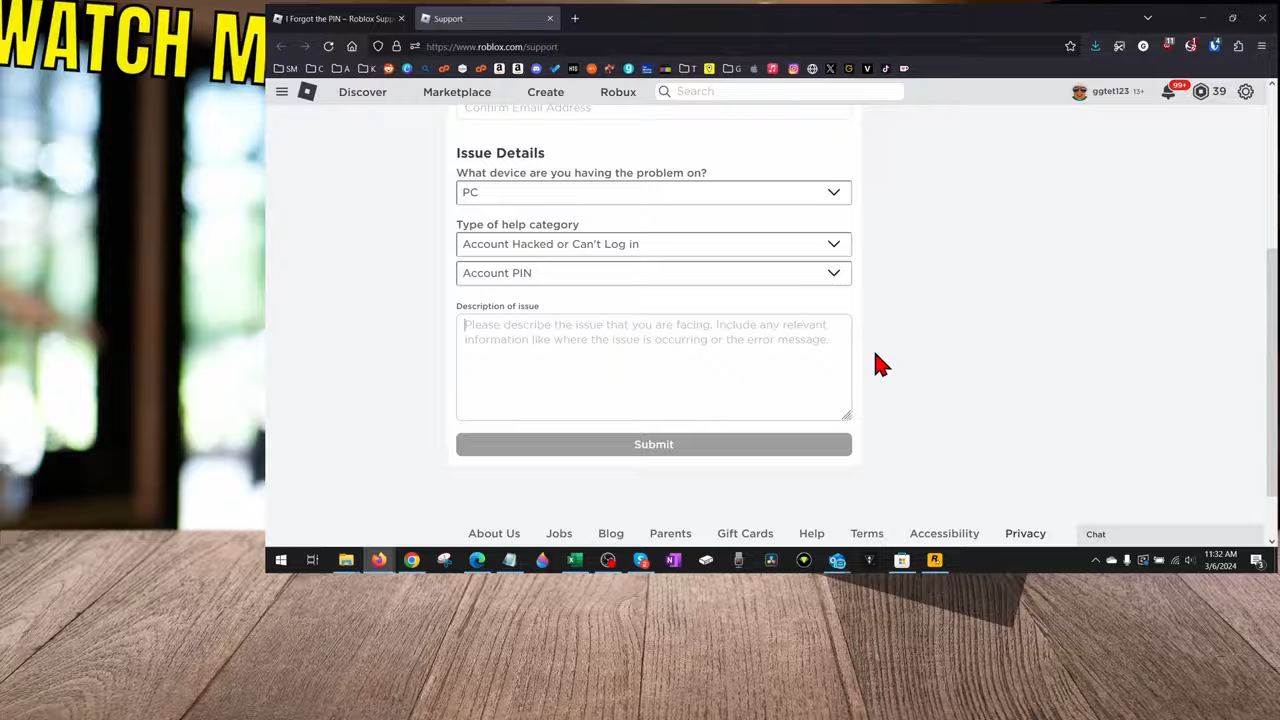 WATCH M
I Forgot the PIN – Roblox Supp
Support
https://www.roblox.com/support
SM
C
A
K
T
G
Discover
Marketplace
Create
Robux
Search
ggtet123 13+
99+
39
Confirm Email Address
Issue Details
What device are you having the problem on?
PC
Type of help category
Account Hacked or Can't Log in
Account PIN
Description of issue
Please describe the issue that you are facing. Include any relevant
information like where the issue is occurring or the error message.
Submit
About Us
Jobs
Blog
Parents
Gift Cards
Help
Terms
Accessibility
Privacy
Chat
11:32 AM
3/6/2024